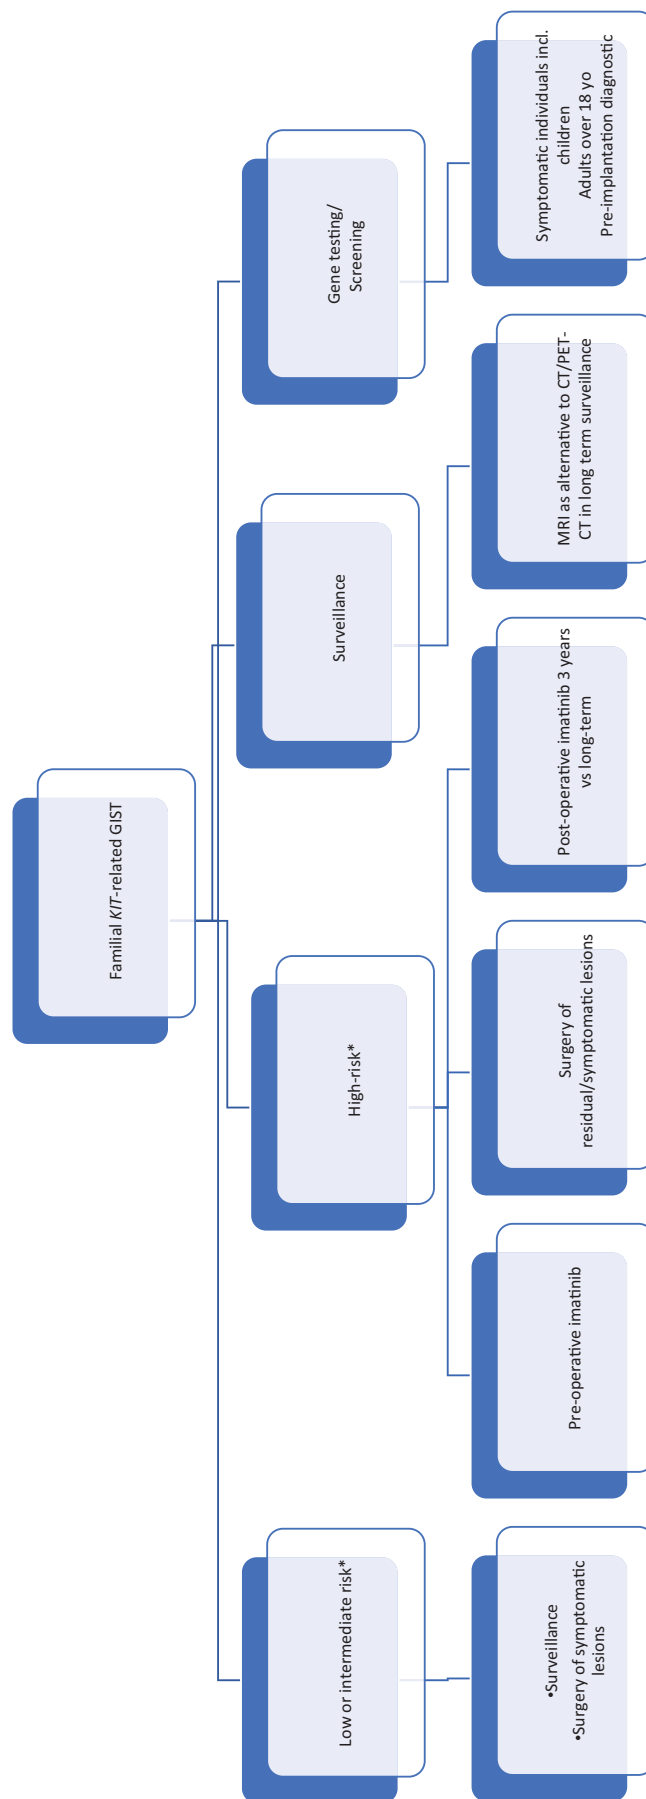 Familial KIT-related GIST
Low or intermediate risk*
High-risk*
Surveillance
Gene testing/
Screening
•Surveillance
•Surgery of symptomatic
lesions
Pre-operative imatinib
Surgery of
residual/symptomatic lesions
Post-operative imatinib 3 years
vs long-term
MRI as alternative to CT/PET-
CT in long term surveillance
Symptomatic individuals incl.
children
Adults over 18 yo
Pre-implantation diagnostic